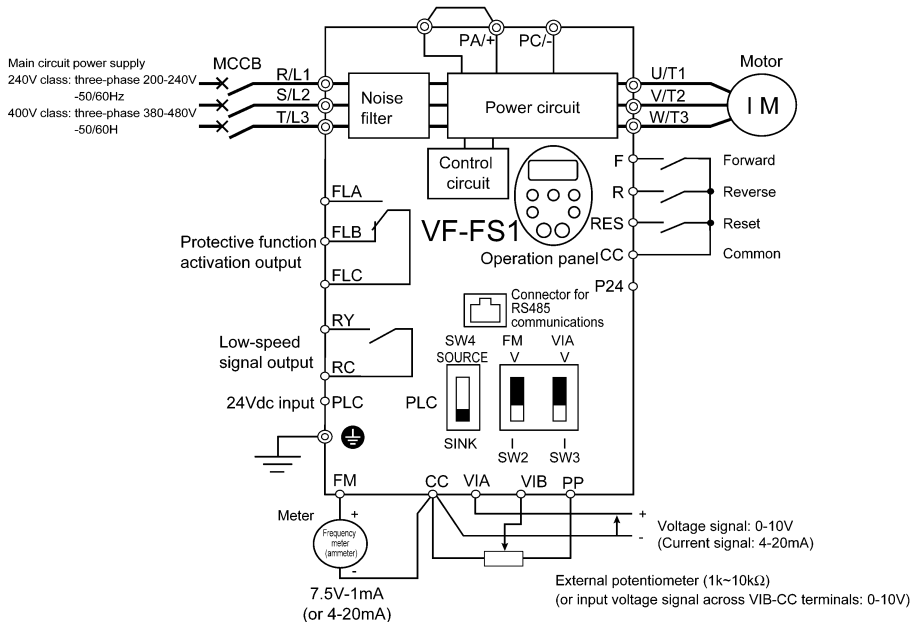 PA/+
PC/-
Main circuit power supply
240V class: three-phase 200-240V
-50/60Hz
400V class: three-phase 380-480V
-50/60H
MCCB
R/L1
S/L2
T/L3
Noise
filter
Power circuit
Control
circuit
U/T1
V/T2
W/T3
Motor
I M
F
Forward
R
Reverse
RES
Reset
CC
Common
P24
VF-FS1
Operation panel
FLA
FLB
FLC
Protective function
activation output
RY
RC
Low-speed
signal output
24Vdc input
PLC
Connector for
RS485
communications
SW4
SOURCE
PLC
SINK
FM
V
I
SW2
VIA
V
I
SW3
FM
CC
VIA
VIB
PP
Meter
+
Frequency
meter
(ammeter)
-
7.5V-1mA
(or 4-20mA)
+
-
Voltage signal: 0-10V
(Current signal: 4-20mA)
External potentiometer (1k~10kΩ)
(or input voltage signal across VIB-CC terminals: 0-10V)